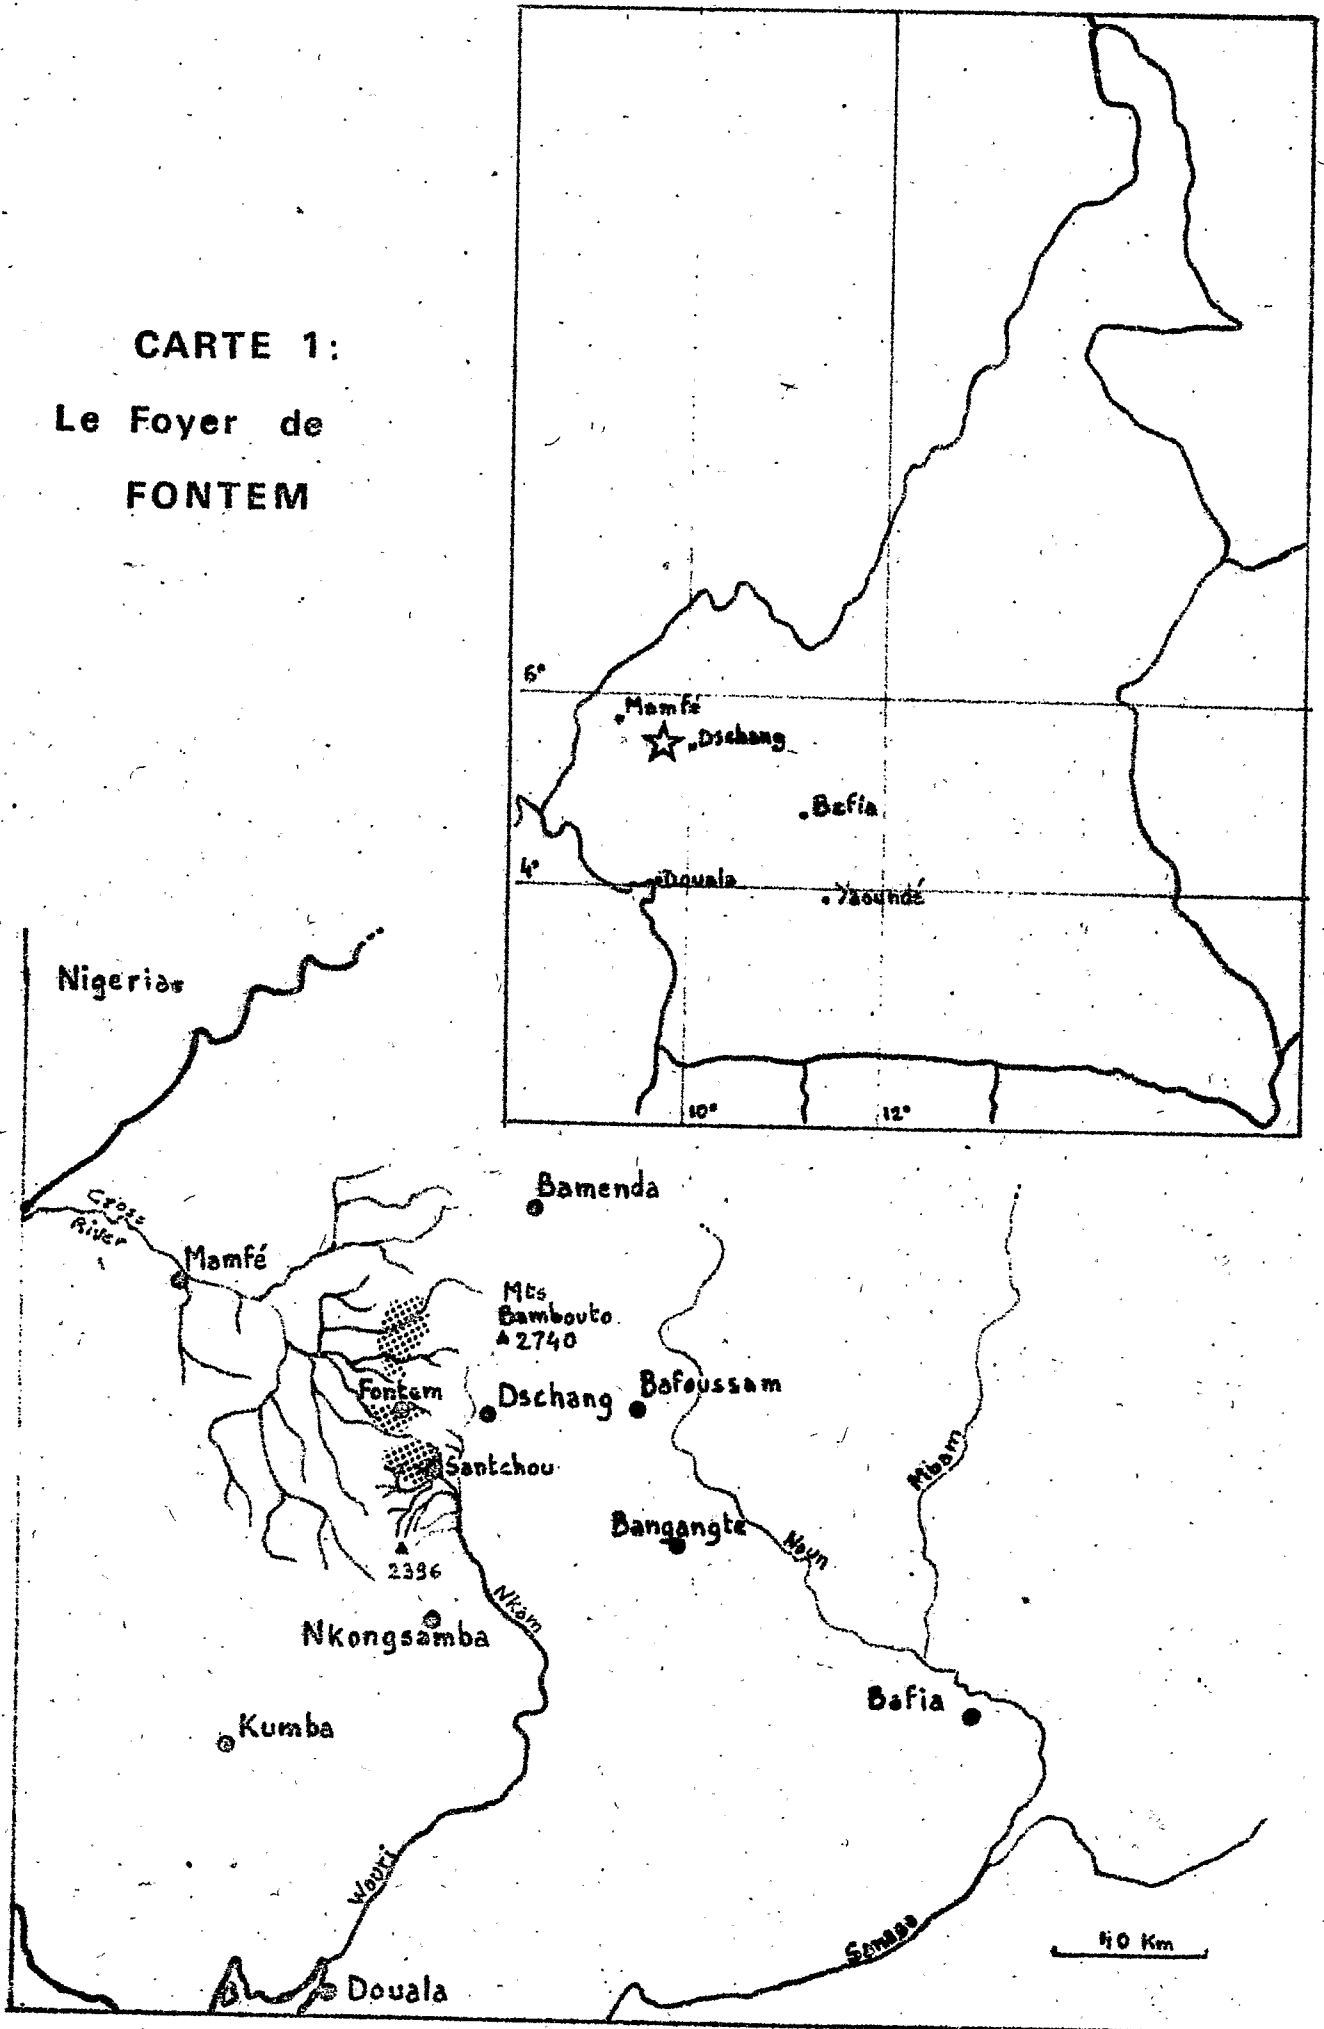 CARTE 1:
Le Foyer de
FONTEM
6°
Mamfé
Dschang
Bafia
4°
Douala
Yaoundé
10°
12°
Nigeria
Cross
River
Mamfé
Bamenda
Mts
Bambouto
2740
Fontem
Dschang
Bafoussam
Santchou
Mbam
Bangangte
Noun
2396
Nkam
Nkongsamba
Bafia
Kumba
Wouri
Sanaga
40 Km
Douala